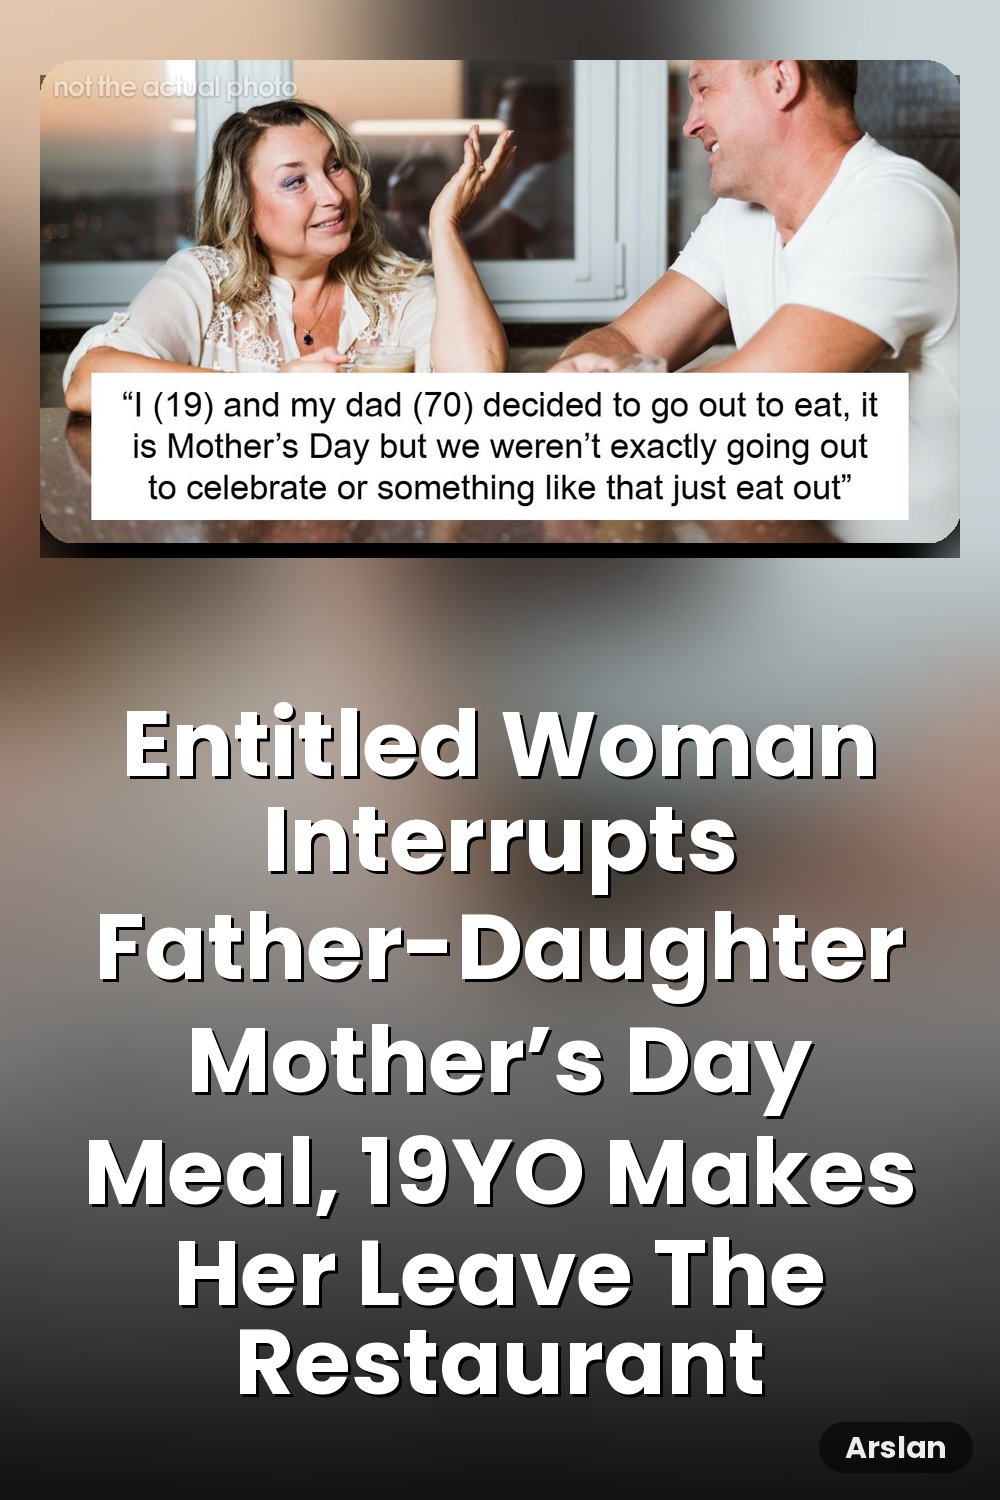 not the actual photo
“I (19) and my dad (70) decided to go out to eat, it
is Mother’s Day but we weren’t exactly going out
to celebrate or something like that just eat out”
Entitled Woman
Interrupts
Father-Daughter
Mother’s Day
Meal, 19YO Makes
Her Leave The
Restaurant
Arslan